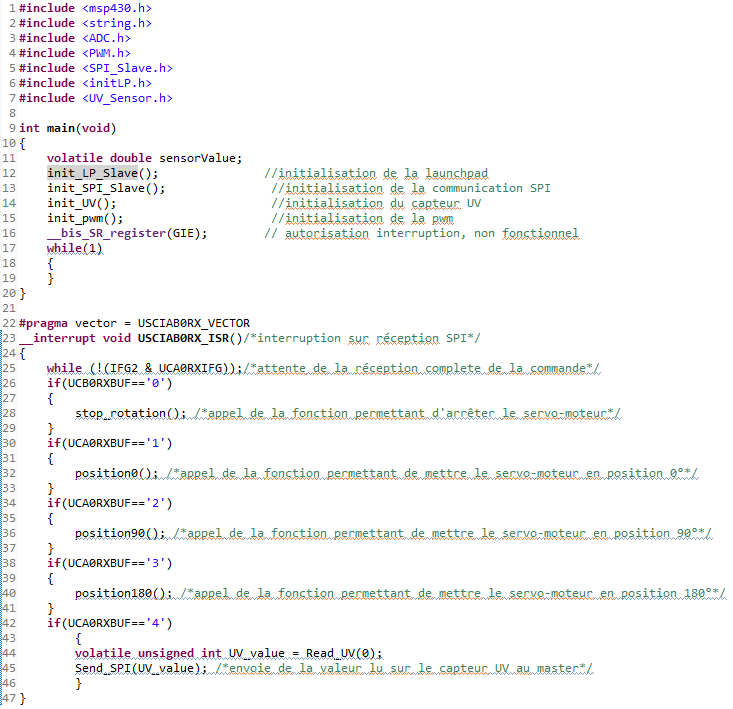 1 #include <msp430.h>
2 #include <string.h>
3 #include <ADC.h>
4 #include <PWM.h>
5 #include <SPI_Slave.h>
6 #include <initLP.h>
7 #include <UV_Sensor.h>
8
9 int main(void)
10 {
11     volatile double sensorValue;
12     init_LP_Slave();               //initialisation de la launchpad
13     init_SPI_Slave();               //initialisation de la communication SPI
14     init_UV();                      //initialisation du capteur UV
15     init_pwm();                     //initialisation de la pwm
16     __bis_SR_register(GIE);        // autorisation interruption, non fonctionnel
17     while(1)
18     {
19     }
20 }
21
22 #pragma vector = USCIAB0RX_VECTOR
23 __interrupt void USCIAB0RX_ISR()/*interruption sur réception SPI*/
24 {
25     while (!(IFG2 & UCA0RXIFG));/*attente de la réception complete de la commande*/
26     if(UCB0RXBUF=='0')
27     {
28         stop_rotation(); /*appel de la fonction permettant d'arrêter le servo-moteur*/
29     }
30     if(UCA0RXBUF=='1')
31     {
32         position0(); /*appel de la fonction permettant de mettre le servo-moteur en position 0°*/
33     }
34     if(UCA0RXBUF=='2')
35     {
36         position90(); /*appel de la fonction permettant de mettre le servo-moteur en position 90°*/
37     }
38     if(UCA0RXBUF=='3')
39     {
40         position180(); /*appel de la fonction permettant de mettre le servo-moteur en position 180°*/
41     }
42     if(UCA0RXBUF=='4')
43         {
44         volatile unsigned int UV_value = Read_UV(0);
45         Send_SPI(UV_value); /*envoie de la valeur lu sur le capteur UV au master*/
46         }
47 }